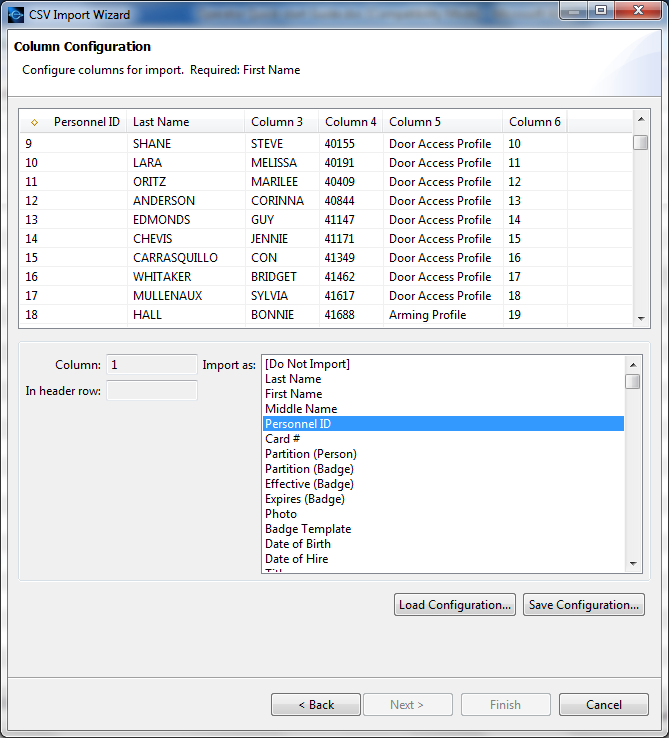 CSV Import Wizard
Column Configuration
Configure columns for import. Required: First Name
Personnel ID Last Name Column 3 Column 4 Column 5 Column 6
9 SHANE STEVE 40155 Door Access Profile 10
10 LARA MELISSA 40191 Door Access Profile 11
11 ORITZ MARILEE 40409 Door Access Profile 12
12 ANDERSON CORINNA 40844 Door Access Profile 13
13 EDMONDS GUY 41147 Door Access Profile 14
14 CHEVIS JENNIE 41171 Door Access Profile 15
15 CARRASQUILLO CON 41349 Door Access Profile 16
16 WHITAKER BRIDGET 41462 Door Access Profile 17
17 MULLENAUX SYLVIA 41617 Door Access Profile 18
18 HALL BONNIE 41688 Arming Profile 19
Column: 1 Import as:
In header row:
[Do Not Import]
Last Name
First Name
Middle Name
Personnel ID
Card #
Partition (Person)
Partition (Badge)
Effective (Badge)
Expires (Badge)
Photo
Badge Template
Date of Birth
Date of Hire
Load Configuration... Save Configuration...
< Back Next > Finish Cancel